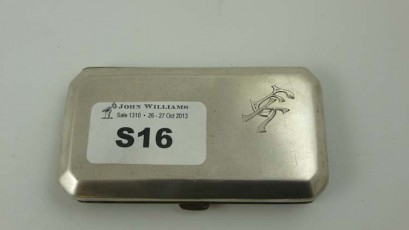 JOHN WILLIAMS
Sale 1310 • 26 - 27 Oct 2013
S16